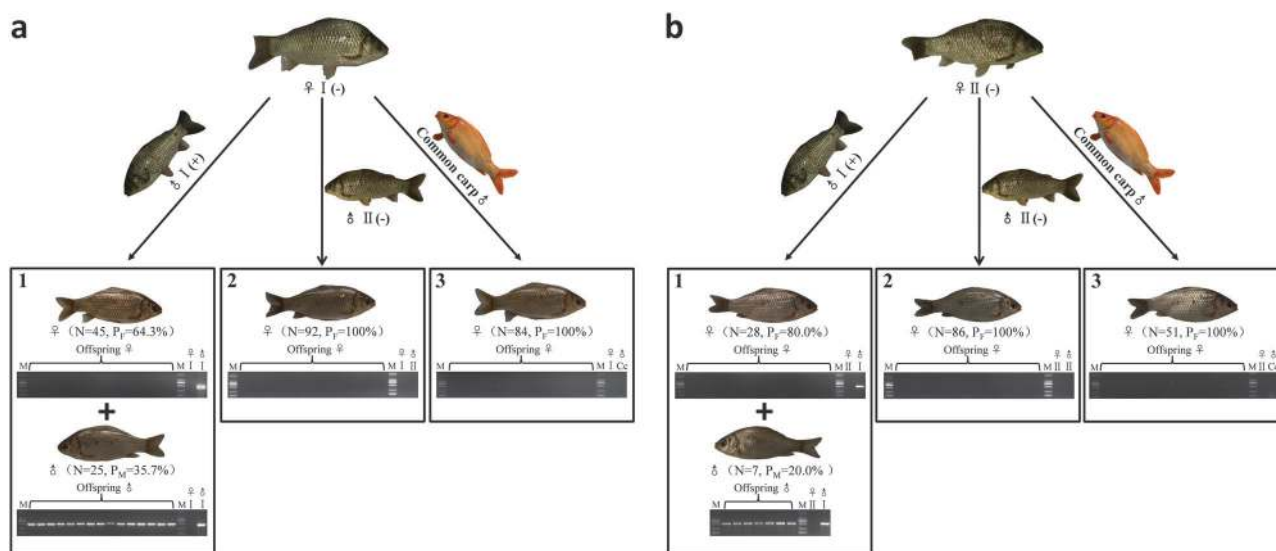 a
♀ I (-)
♂ I (+)
♂ II (-)
Common carp ♂
1
♀ (N=45, PF=64.3%)
Offspring ♀
♀ ♂
M M I I
+
♂ (N=25, PM=35.7%)
Offspring ♂
♀ ♂
M M I I
2
♀ (N=92, PF=100%)
Offspring ♀
♀ ♂
M M I II
3
♀ (N=84, PF=100%)
Offspring ♀
♀ ♂
M M I Cc
b
♀ II (-)
♂ I (+)
♂ II (-)
Common carp ♂
1
♀ (N=28, PF=80.0%)
Offspring ♀
♀ ♂
M M II I
+
♂ (N=7, PM=20.0%)
Offspring ♂
♀ ♂
M M II I
2
♀ (N=86, PF=100%)
Offspring ♀
♀ ♂
M M II II
3
♀ (N=51, PF=100%)
Offspring ♀
♀ ♂
M M II Cc